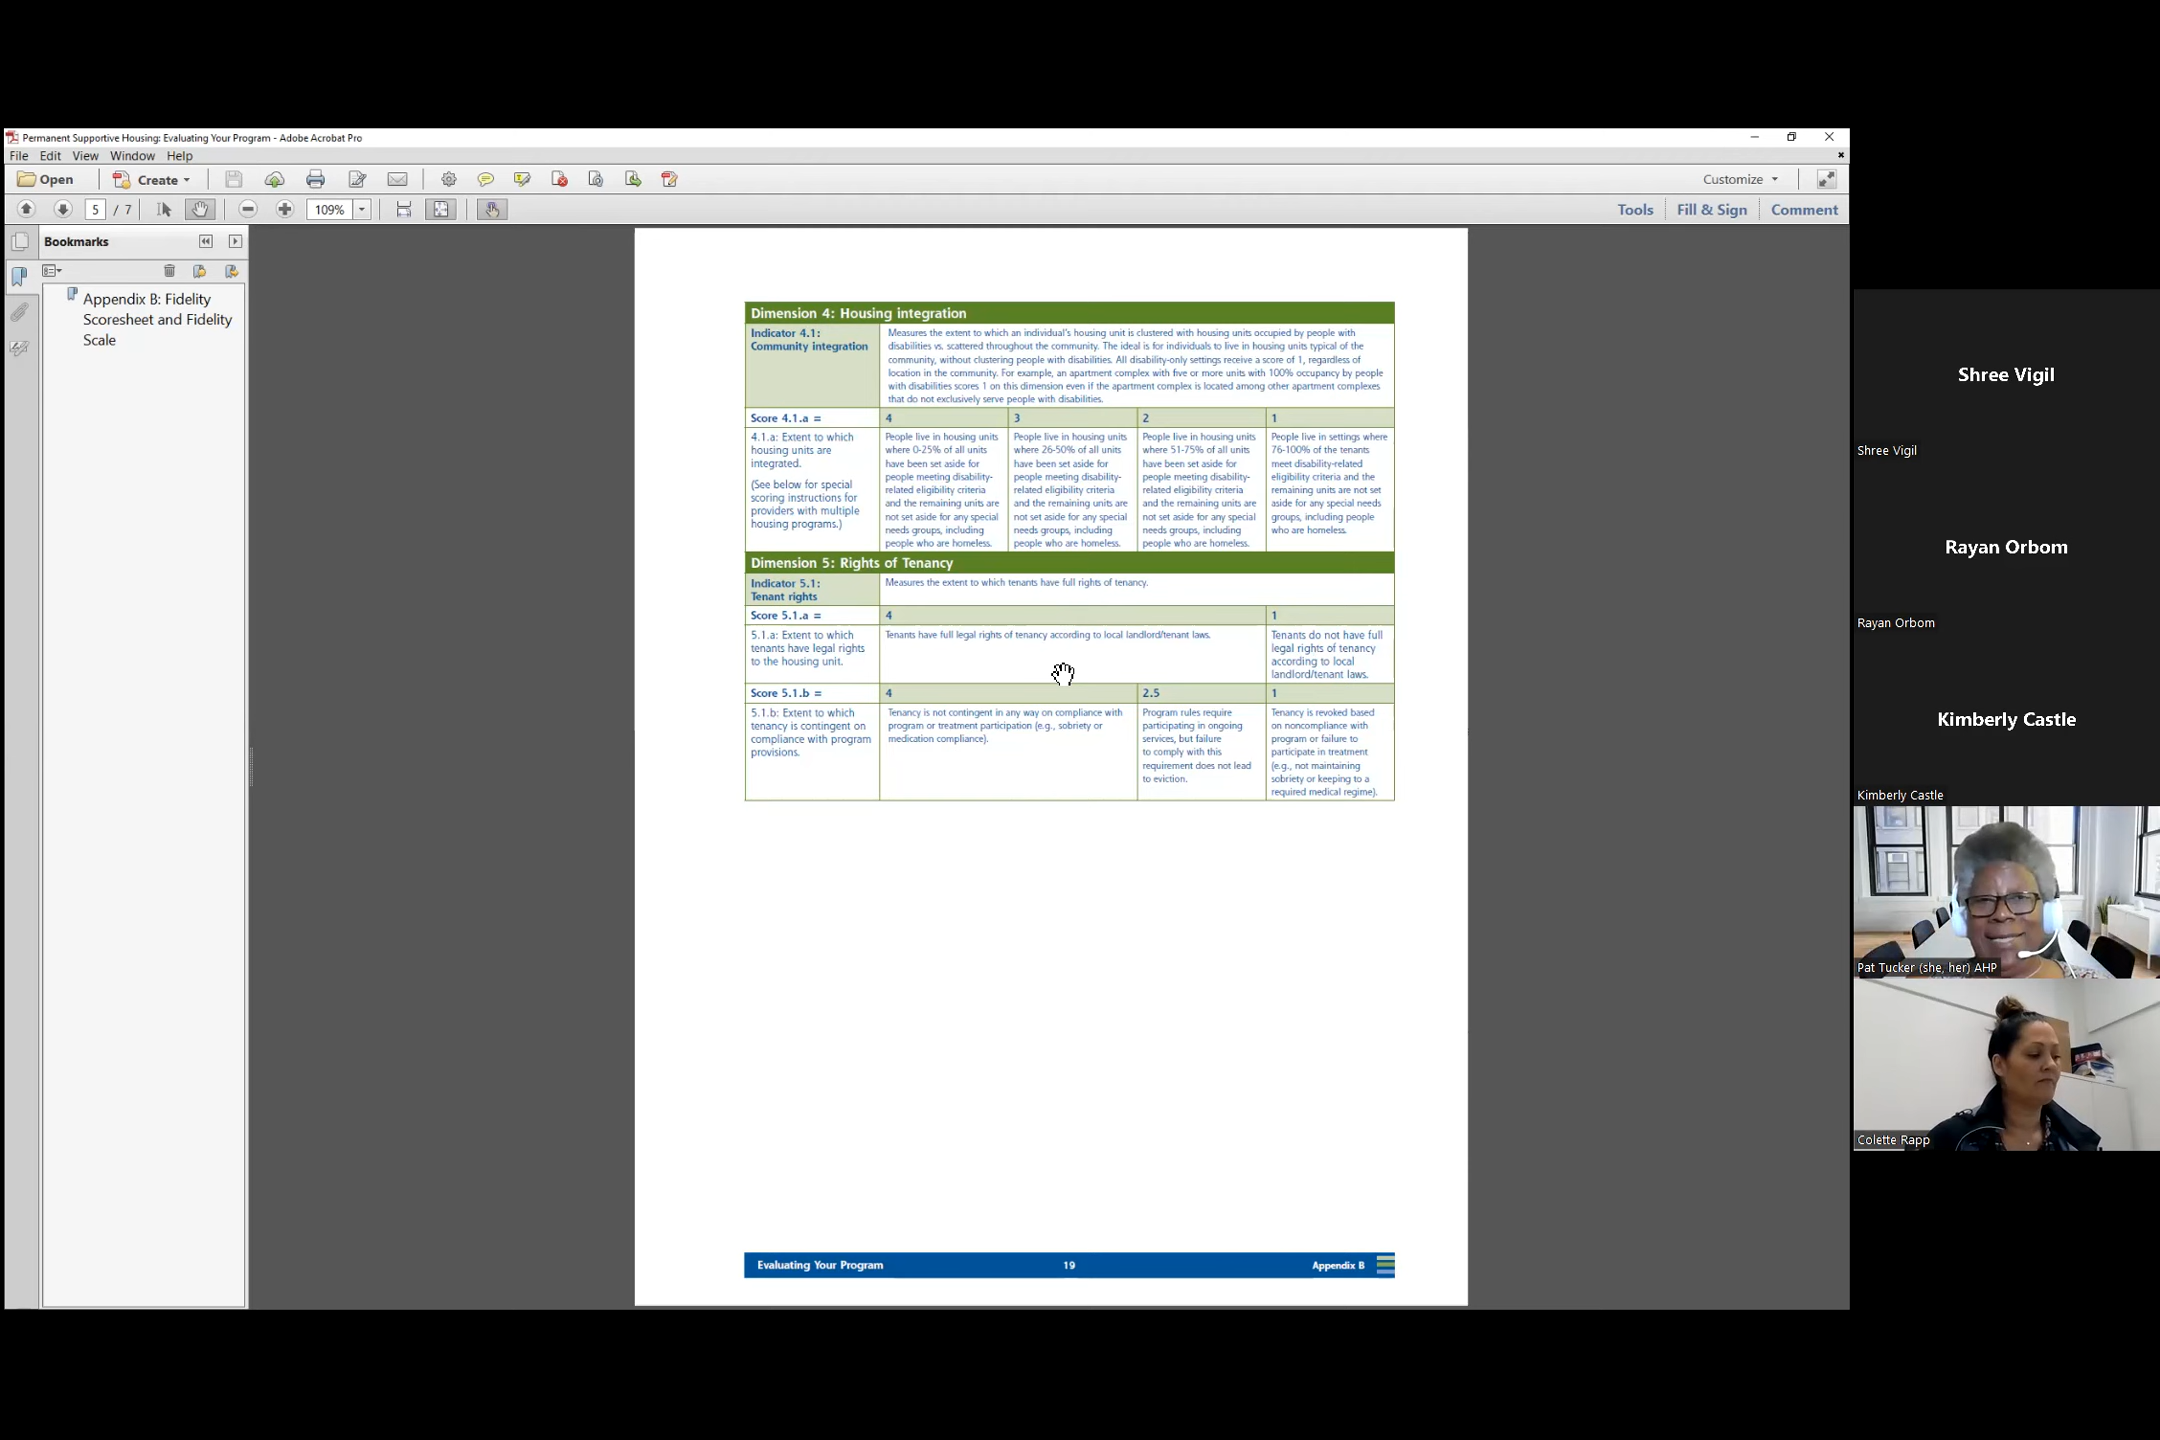 Permanent Supportive Housing: Evaluating Your Program - Adobe Acrobat Pro
File Edit View Window Help
Open Create Customize
5 / 7 109% Tools Fill & Sign Comment
Bookmarks
Appendix B: Fidelity
Scoresheet and Fidelity
Scale
Dimension 4: Housing integration
Indicator 4.1:
Community integration
Measures the extent to which an individual's housing unit is clustered with housing units occupied by people with
disabilities vs. scattered throughout the community. The ideal is for individuals to live in housing units typical of the
community, without clustering people with disabilities. All disability-only settings receive a score of 1, regardless of
location in the community. For example, an apartment complex with five or more units with 100% occupancy by people
with disabilities scores 1 on this dimension even if the apartment complex is located among other apartment complexes
that do not exclusively serve people with disabilities.
Score 4.1.a = 4 3 2 1
4.1.a: Extent to which
housing units are
integrated.
(See below for special
scoring instructions for
providers with multiple
housing programs.)
People live in housing units
where 0-25% of all units
have been set aside for
people meeting disability-
related eligibility criteria
and the remaining units are
not set aside for any special
needs groups, including
people who are homeless.
People live in housing units
where 26-50% of all units
have been set aside for
people meeting disability-
related eligibility criteria
and the remaining units are
not set aside for any special
needs groups, including
people who are homeless.
People live in housing units
where 51-75% of all units
have been set aside for
people meeting disability-
related eligibility criteria
and the remaining units are
not set aside for any special
needs groups, including
people who are homeless.
People live in settings where
76-100% of the tenants
meet disability-related
eligibility criteria and the
remaining units are not set
aside for any special needs
groups, including people
who are homeless.
Dimension 5: Rights of Tenancy
Indicator 5.1:
Tenant rights
Measures the extent to which tenants have full rights of tenancy.
Score 5.1.a = 4 1
5.1.a: Extent to which
tenants have legal rights
to the housing unit.
Tenants have full legal rights of tenancy according to local landlord/tenant laws.
Tenants do not have full
legal rights of tenancy
according to local
landlord/tenant laws.
Score 5.1.b = 4 2.5 1
5.1.b: Extent to which
tenancy is contingent on
compliance with program
provisions.
Tenancy is not contingent in any way on compliance with
program or treatment participation (e.g., sobriety or
medication compliance).
Program rules require
participating in ongoing
services, but failure
to comply with this
requirement does not lead
to eviction.
Tenancy is revoked based
on noncompliance with
program or failure to
participate in treatment
(e.g., not maintaining
sobriety or keeping to a
required medical regime).
Evaluating Your Program 19 Appendix B
Shree Vigil
Shree Vigil
Rayan Orbom
Rayan Orbom
Kimberly Castle
Kimberly Castle
Pat Tucker (she, her) AHP
Colette Rapp